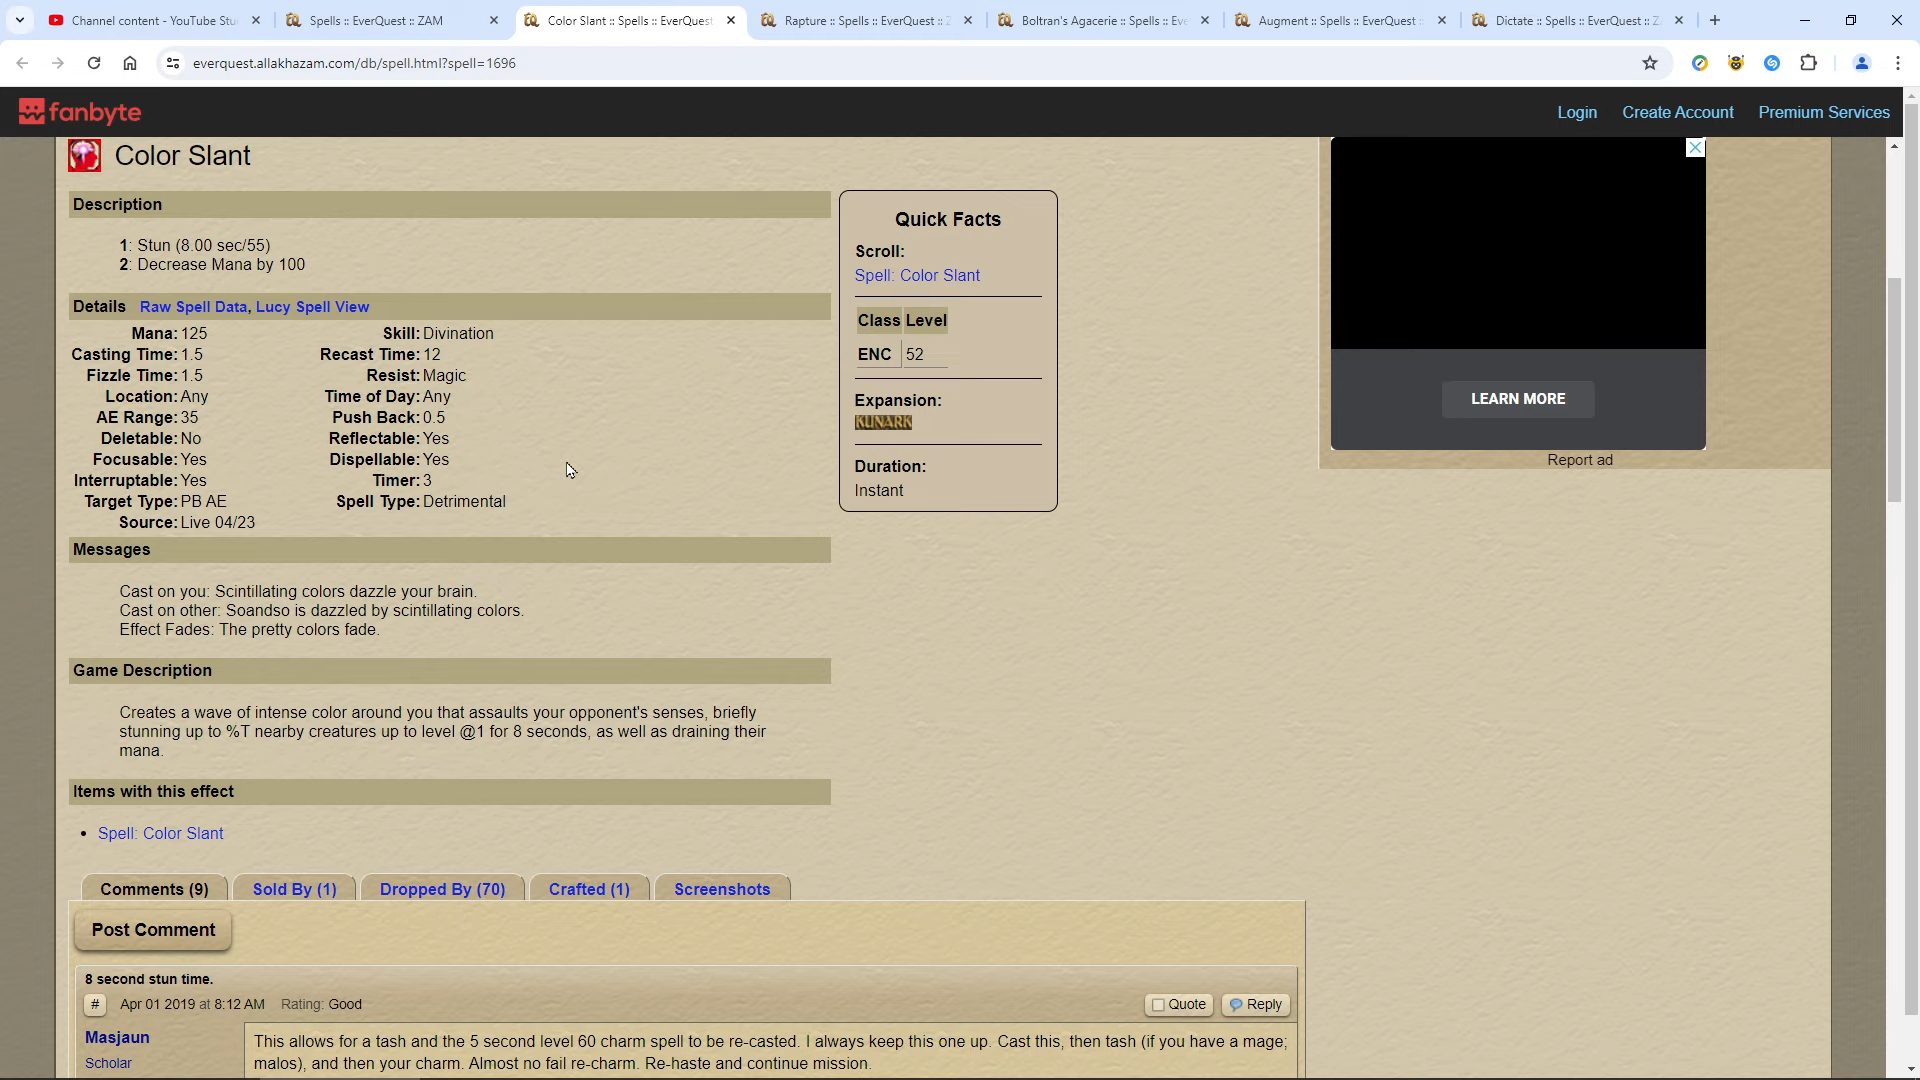 Channel content - YouTube Stu
Spells :: EverQuest :: ZAM
Color Slant :: Spells :: EverQuest
Rapture :: Spells :: EverQuest :: Z
Boltran's Agacerie :: Spells :: Eve
Augment :: Spells :: EverQuest ::
Dictate :: Spells :: EverQuest :: Z
everquest.allakhazam.com/db/spell.html?spell=1696
fanbyte
Login Create Account Premium Services
Color Slant
Description
1: Stun (8.00 sec/55)
2: Decrease Mana by 100
Details Raw Spell Data, Lucy Spell View
Mana: 125 Skill: Divination
Casting Time: 1.5 Recast Time: 12
Fizzle Time: 1.5 Resist: Magic
Location: Any Time of Day: Any
AE Range: 35 Push Back: 0.5
Deletable: No Reflectable: Yes
Focusable: Yes Dispellable: Yes
Interruptable: Yes Timer: 3
Target Type: PB AE Spell Type: Detrimental
Source: Live 04/23
Quick Facts
Scroll:
Spell: Color Slant
Class Level
ENC 52
Expansion:
KUNARK
Duration:
Instant
LEARN MORE
Report ad
Messages
Cast on you: Scintillating colors dazzle your brain.
Cast on other: Soandso is dazzled by scintillating colors.
Effect Fades: The pretty colors fade.
Game Description
Creates a wave of intense color around you that assaults your opponent's senses, briefly
stunning up to %T nearby creatures up to level @1 for 8 seconds, as well as draining their
mana.
Items with this effect
• Spell: Color Slant
Comments (9) Sold By (1) Dropped By (70) Crafted (1) Screenshots
Post Comment
8 second stun time.
# Apr 01 2019 at 8:12 AM Rating: Good Quote Reply
Masjaun
Scholar
This allows for a tash and the 5 second level 60 charm spell to be re-casted. I always keep this one up. Cast this, then tash (if you have a mage;
malos), and then your charm. Almost no fail re-charm. Re-haste and continue mission.